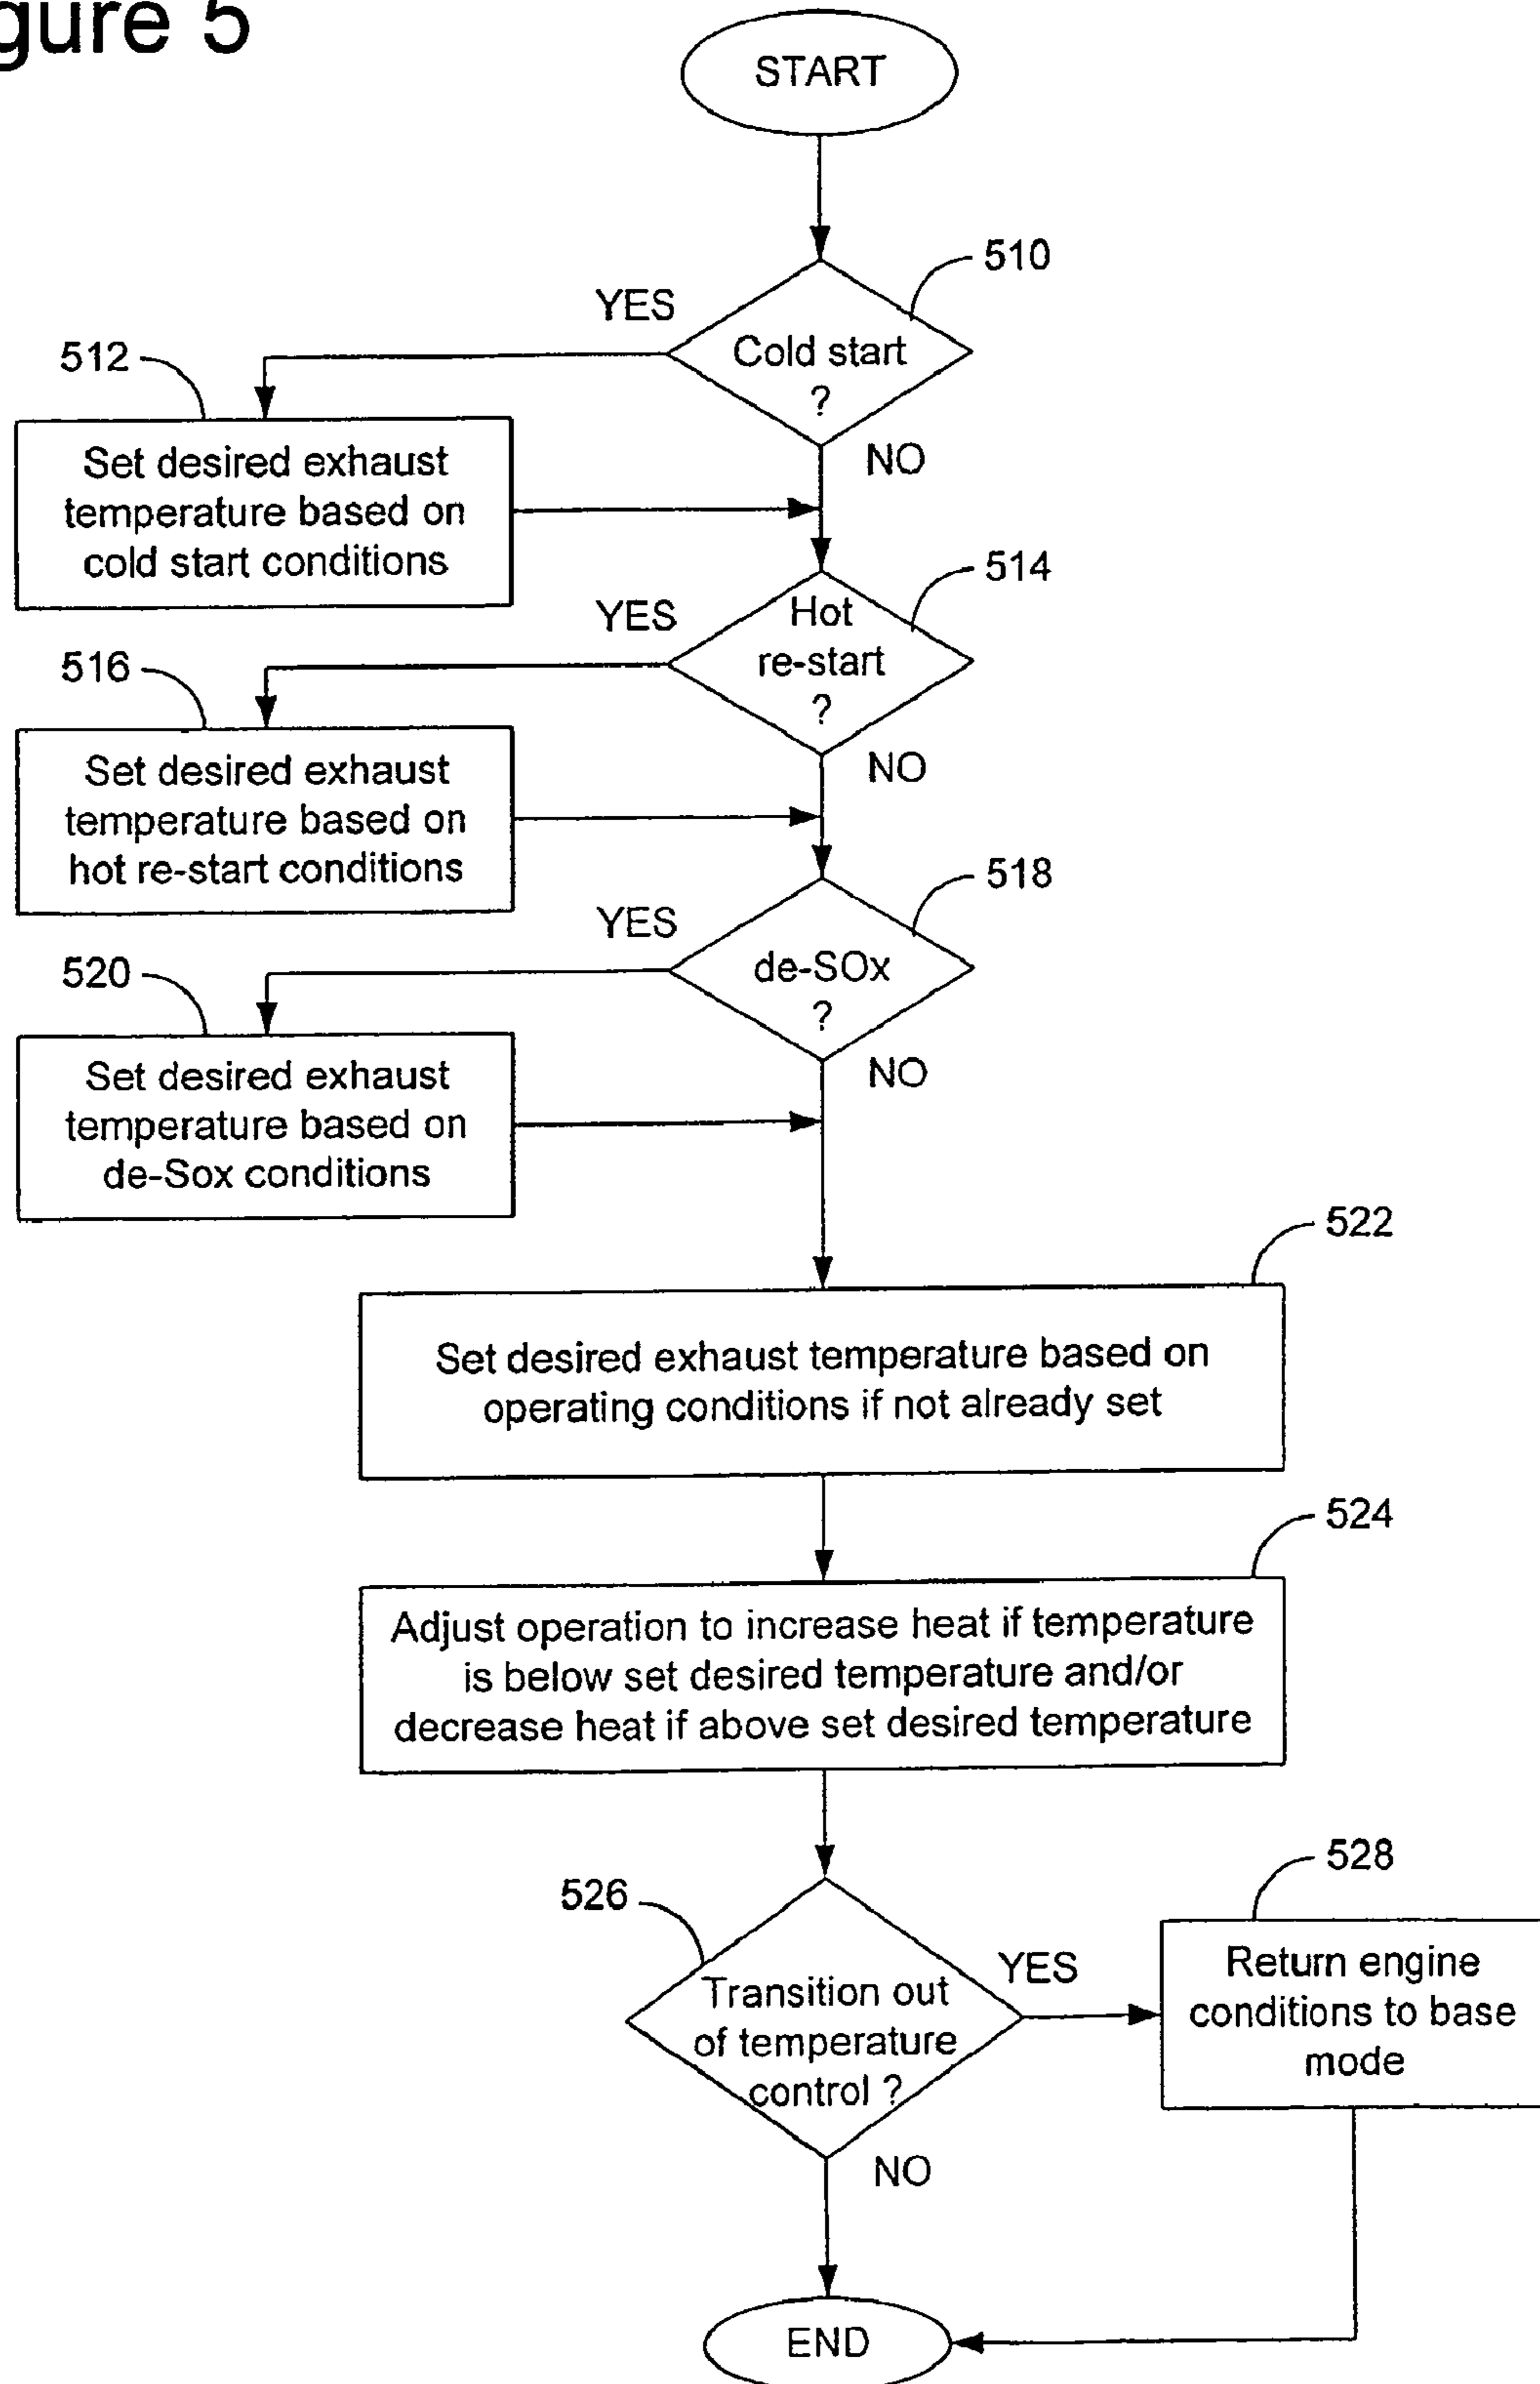 gure 5
START
510
YES
Cold start
?
512
NO
Set desired exhaust
temperature based on
cold start conditions
514
YES
Hot
re-start
?
516
NO
Set desired exhaust
temperature based on
hot re-start conditions
518
YES
de-SOx
?
520
NO
Set desired exhaust
temperature based on
de-Sox conditions
522
Set desired exhaust temperature based on
operating conditions if not already set
524
Adjust operation to increase heat if temperature
is below set desired temperature and/or
decrease heat if above set desired temperature
526
Transition out
of temperature
control ?
YES
528
Return engine
conditions to base
mode
NO
END